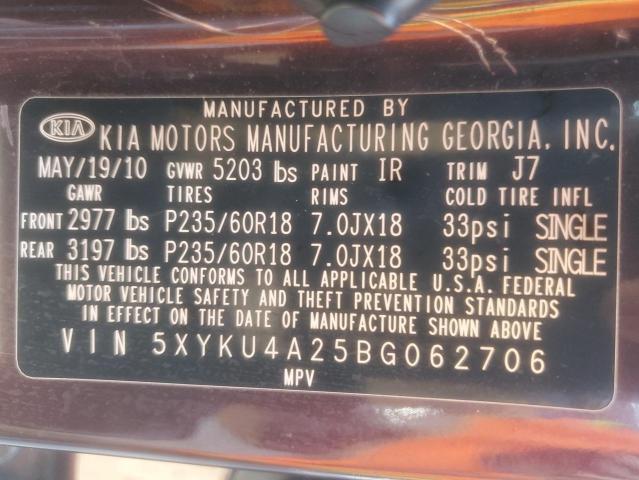 MANUFACTURED BY
KIA KIA MOTORS MANUFACTURING GEORGIA, INC.
MAY/19/10 GVWR 5203 lbs PAINT IR TRIM J7
GAWR TIRES RIMS COLD TIRE INFL
FRONT 2977 lbs P235/60R18 7.0JX18 33psi SINGLE
REAR 3197 lbs P235/60R18 7.0JX18 33psi SINGLE
THIS VEHICLE CONFORMS TO ALL APPLICABLE U.S.A. FEDERAL
MOTOR VEHICLE SAFETY AND THEFT PREVENTION STANDARDS
IN EFFECT ON THE DATE OF MANUFACTURE SHOWN ABOVE
VIN 5XYKU4A25BG062706
MPV